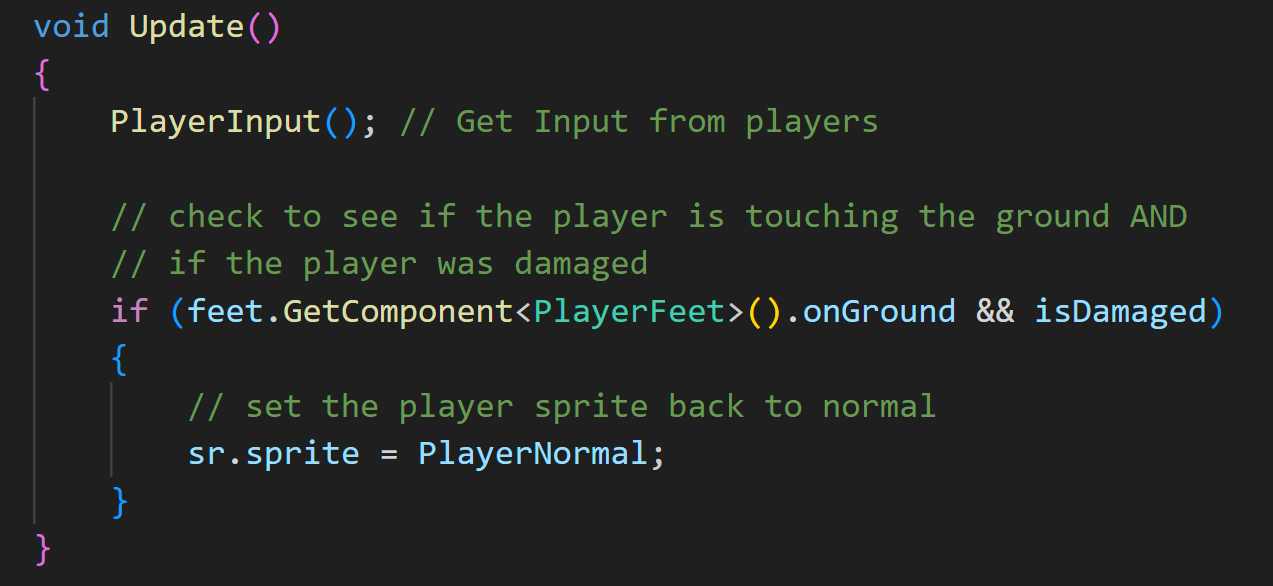 void Update()
{
PlayerInput(); // Get Input from players
// check to see if the player is touching the ground AND
// if the player was damaged
if (feet.GetComponent<PlayerFeet>().onGround && isDamaged)
{
// set the player sprite back to normal
sr.sprite = PlayerNormal;
}
}